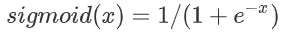 sigmoid(x) = 1/(1 + e^{-x})